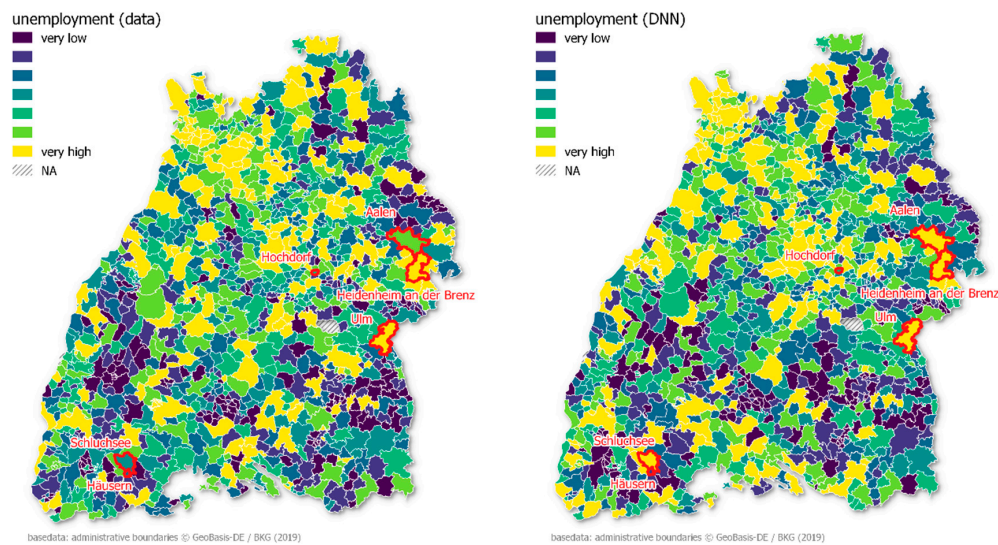 unemployment (data)
very low
very high
NA
Aalen
Hochdorf
Heidenheim an der Brenz
Ulm
Schluchsee
Häusern
basedata: administrative boundaries © GeoBasis-DE / BKG (2019)
unemployment (DNN)
very low
very high
NA
Aalen
Hochdorf
Heidenheim an der Brenz
Ulm
Schluchsee
Häusern
basedata: administrative boundaries © GeoBasis-DE / BKG (2019)